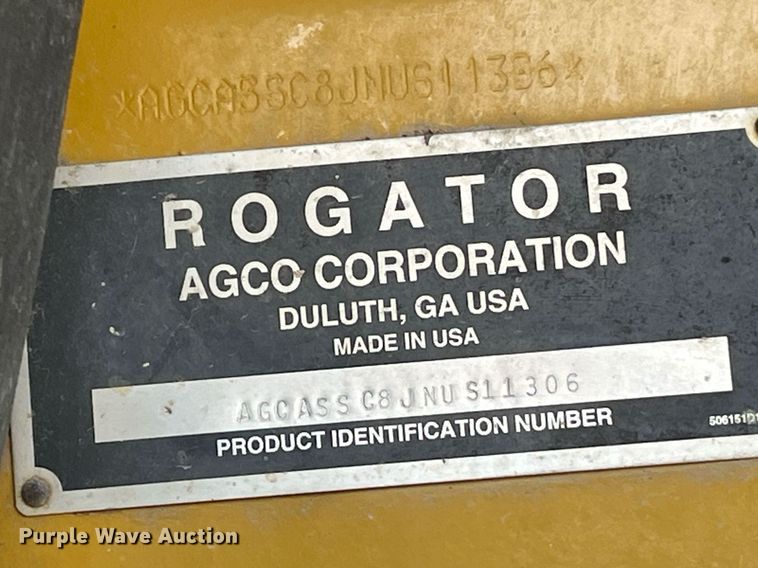 *AGCASSC8JNUS11306*
ROGATOR
AGCO CORPORATION
DULUTH, GA USA
MADE IN USA
AGCASSC8JNUS11306
PRODUCT IDENTIFICATION NUMBER
Purple Wave Auction